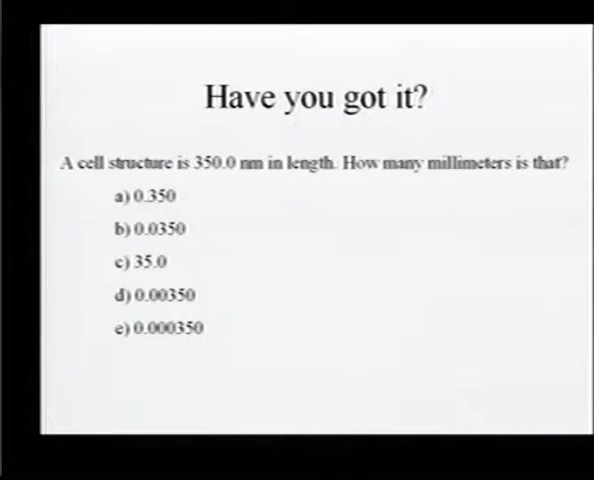 Have you got it?
A cell structure is 350.0 nm in length. How many millimeters is that?
a) 0.350
b) 0.0350
c) 35.0
d) 0.00350
e) 0.000350